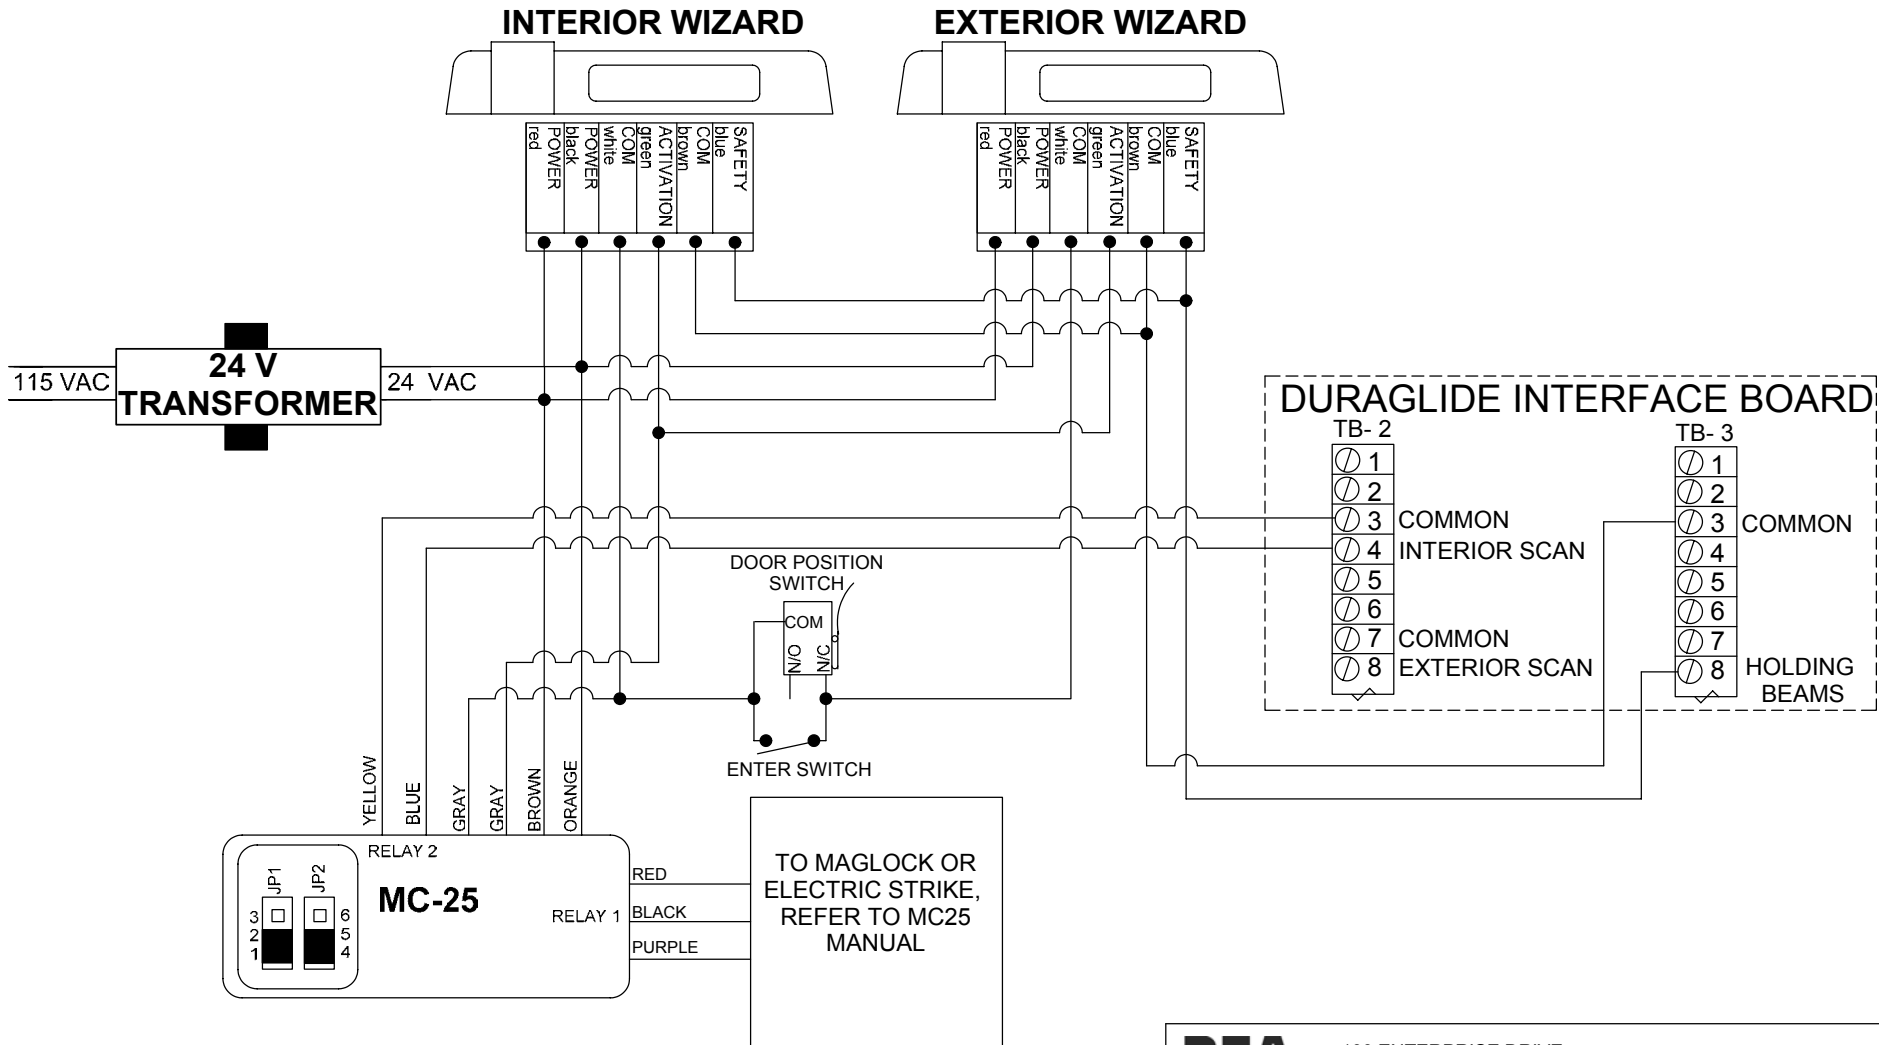 INTERIOR WIZARD
EXTERIOR WIZARD
red
POWER
black
POWER
white
COM
green
ACTIVATION
brown
COM
blue
SAFETY
red
POWER
black
POWER
white
COM
green
ACTIVATION
brown
COM
blue
SAFETY
115 VAC
24 V
TRANSFORMER
24 VAC
DURAGLIDE INTERFACE BOARD
TB- 2
1
2
3 COMMON
4 INTERIOR SCAN
5
6
7 COMMON
8 EXTERIOR SCAN
TB- 3
1
2
3 COMMON
4
5
6
7
8 HOLDING
BEAMS
DOOR POSITION
SWITCH
COM
N/O
N/C
ENTER SWITCH
YELLOW
BLUE
GRAY
GRAY
BROWN
ORANGE
RELAY 2
JP1
JP2
3
2
1
6
5
4
MC-25
RELAY 1
RED
BLACK
PURPLE
TO MAGLOCK OR
ELECTRIC STRIKE,
REFER TO MC25
MANUAL